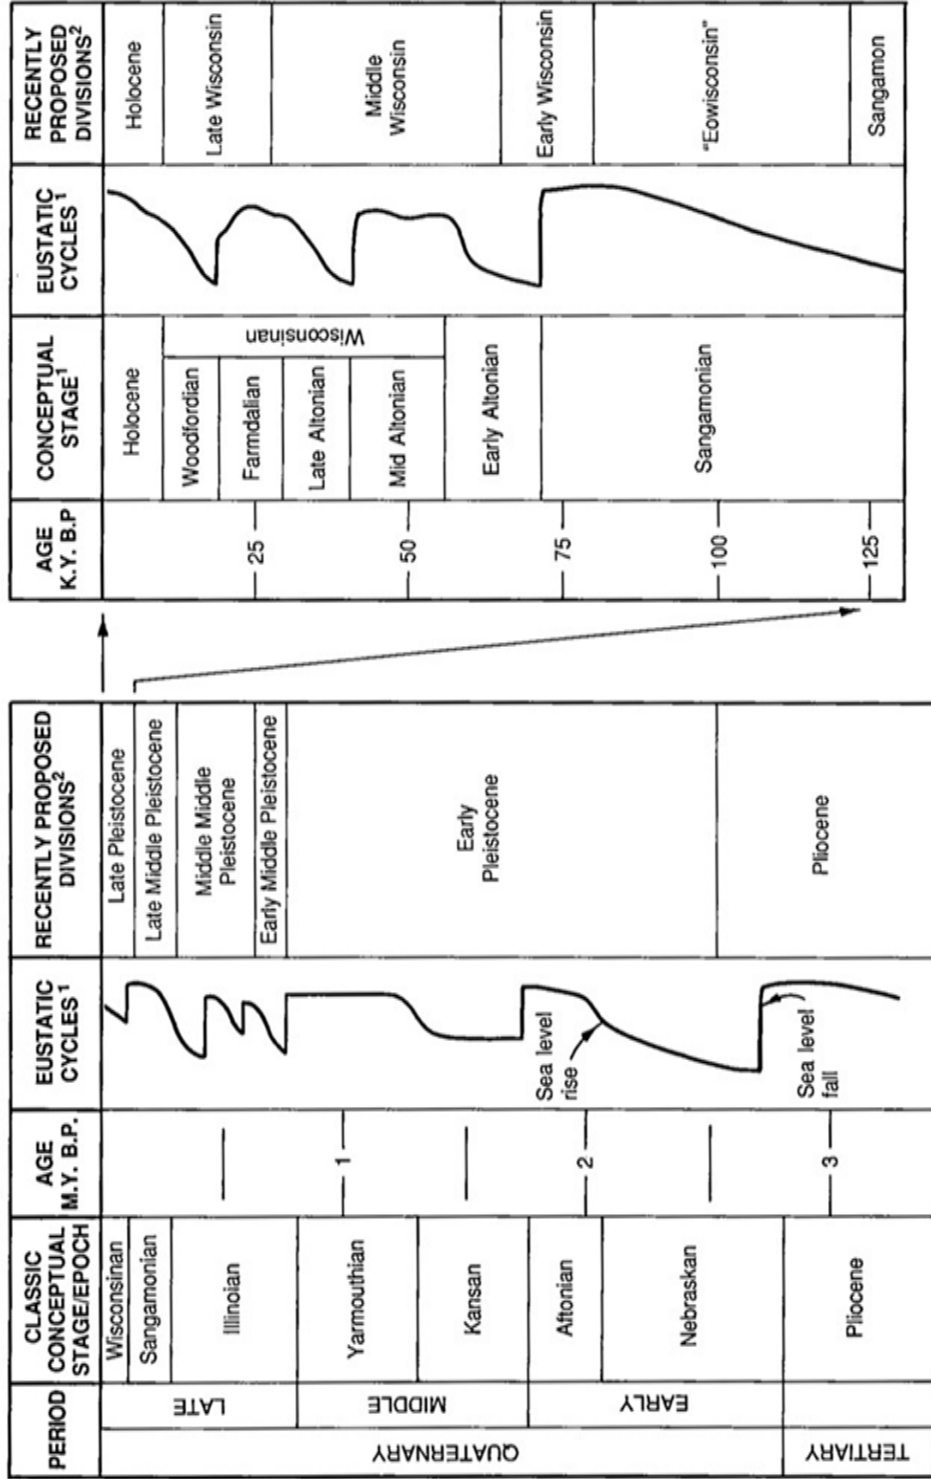 PERIOD
CLASSIC
CONCEPTUAL
STAGE/EPOCH
AGE
M.Y. B.P.
EUSTATIC
CYCLES 1
RECENTLY PROPOSED
DIVISIONS2
QUATERNARY
TERTIARY
LATE
MIDDLE
EARLY
Wisconsinan
Sangamonian
Illinoian
Yarmouthian
Kansan
Aftonian
Nebraskan
Pliocene
1
2
3
Sea level
rise
Sea level
fall
Late Pleistocene
Late Middle Pleistocene
Middle Middle
Pleistocene
Early Middle Pleistocene
Early
Pleistocene
Pliocene
AGE
K.Y. B.P
CONCEPTUAL
STAGE1
EUSTATIC
CYCLES 1
RECENTLY
PROPOSED
DIVISIONS2
25
50
75
100
125
Holocene
Woodfordian
Farmdalian
Late Altonian
Mid Altonian
Wisconsinan
Early Altonian
Sangamonian
Holocene
Late Wisconsin
Middle
Wisconsin
Early Wisconsin
"Eowisconsin"
Sangamon